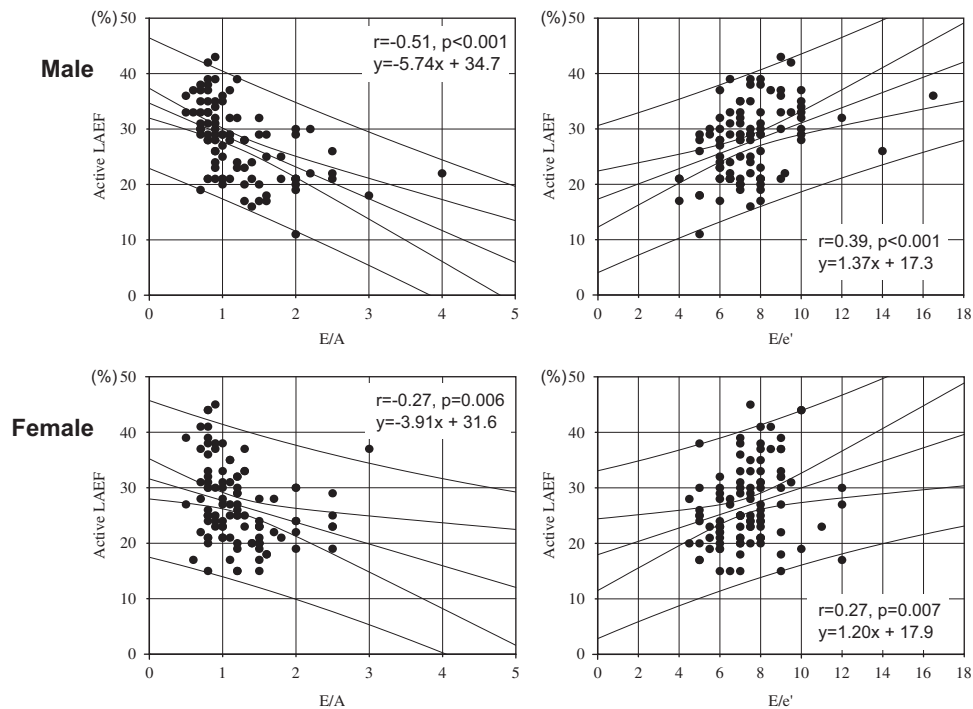 (%) 50
40
30
20
10
0
Active LAEF
Male
r=-0.51, p<0.001
y=-5.74x + 34.7
0 1 2 3 4 5
E/A
(%) 50
40
30
20
10
0
Active LAEF
r=0.39, p<0.001
y=1.37x + 17.3
0 2 4 6 8 10 12 14 16 18
E/e'
(%) 50
40
30
20
10
0
Active LAEF
Female
r=-0.27, p=0.006
y=-3.91x + 31.6
0 1 2 3 4 5
E/A
(%) 50
40
30
20
10
0
Active LAEF
r=0.27, p=0.007
y=1.20x + 17.9
0 2 4 6 8 10 12 14 16 18
E/e'